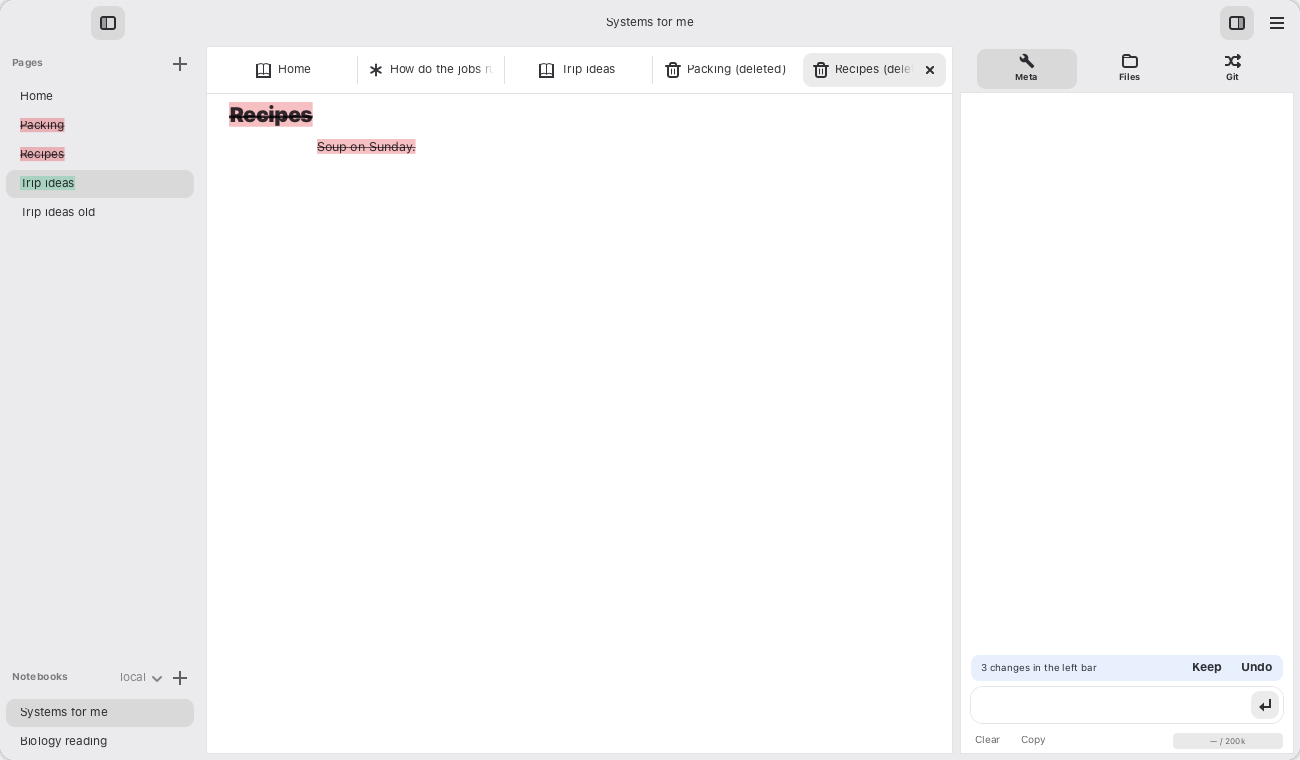 Systems for me
Pages
Home
Packing
Recipes
Trip ideas
Trip ideas old
Notebooks
local
Systems for me
Biology reading
Home
How do the jobs
Trip ideas
Packing (deleted)
Recipes (dele
Recipes
Soup on Sunday.
Meta
Files
Git
3 changes in the left bar
Keep
Undo
Clear
Copy
— / 200k